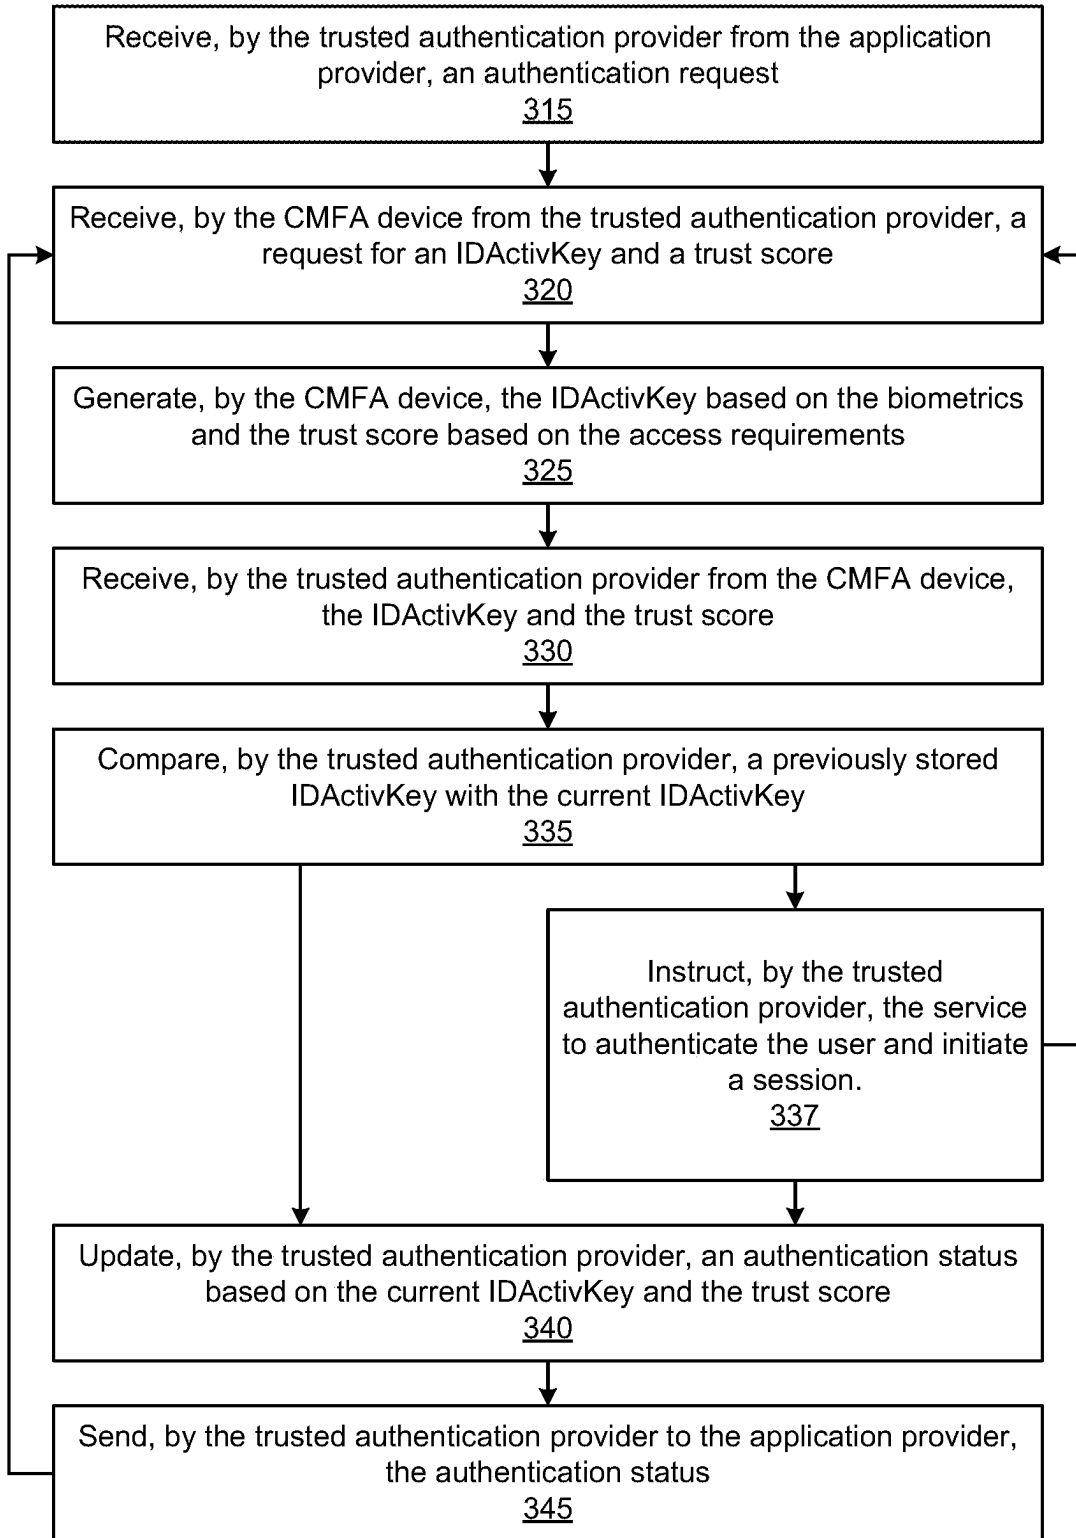 Receive, by the trusted authentication provider from the application
provider, an authentication request
315
Receive, by the CMFA device from the trusted authentication provider, a
request for an IDActivKey and a trust score
320
Generate, by the CMFA device, the IDActivKey based on the biometrics
and the trust score based on the access requirements
325
Receive, by the trusted authentication provider from the CMFA device,
the IDActivKey and the trust score
330
Compare, by the trusted authentication provider, a previously stored
IDActivKey with the current IDActivKey
335
Instruct, by the trusted
authentication provider, the service
to authenticate the user and initiate
a session.
337
Update, by the trusted authentication provider, an authentication status
based on the current IDActivKey and the trust score
340
Send, by the trusted authentication provider to the application provider,
the authentication status
345